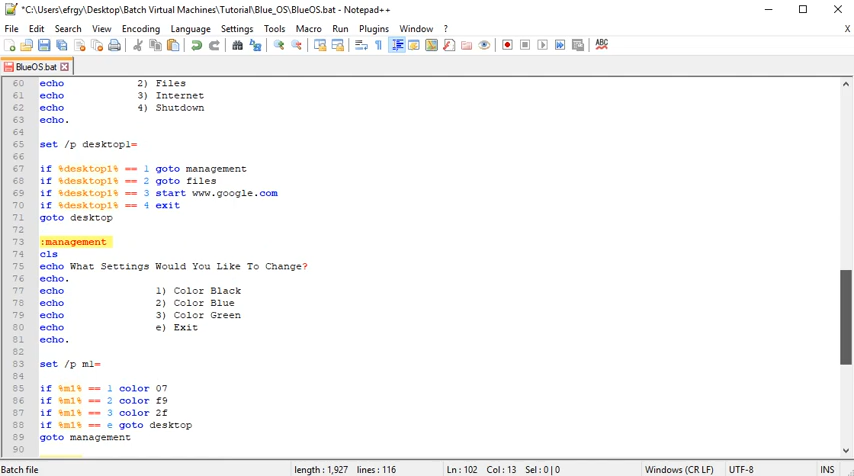 *C:\Users\efrgy\Desktop\Batch Virtual Machines\Tutorial\Blue_OS\BlueOS.bat - Notepad++
File Edit Search View Encoding Language Settings Tools Macro Run Plugins Window ? X
BlueOS.bat
60 echo 2) Files
61 echo 3) Internet
62 echo 4) Shutdown
63 echo.
64
65 set /p desktop1=
66
67 if %desktop1% == 1 goto management
68 if %desktop1% == 2 goto files
69 if %desktop1% == 3 start www.google.com
70 if %desktop1% == 4 exit
71 goto desktop
72
73 :management
74 cls
75 echo What Settings Would You Like To Change?
76 echo.
77 echo 1) Color Black
78 echo 2) Color Blue
79 echo 3) Color Green
80 echo e) Exit
81 echo.
82
83 set /p m1=
84
85 if %m1% == 1 color 07
86 if %m1% == 2 color f9
87 if %m1% == 3 color 2f
88 if %m1% == e goto desktop
89 goto management
90
Batch file length : 1,927 lines : 116 Ln : 102 Col : 13 Sel : 0 | 0 Windows (CR LF) UTF-8 INS